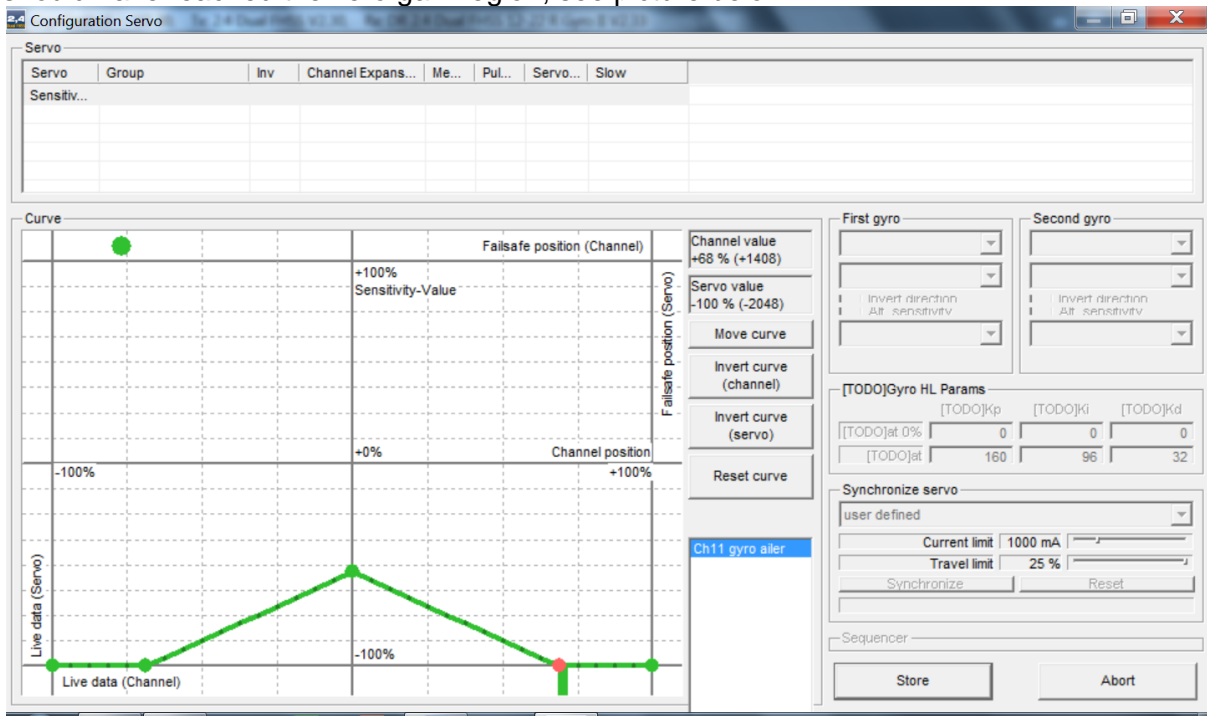 Configuration Servo
Servo
Servo Group Inv Channel Expans... Me... Pul... Servo... Slow
Sensitiv...
Curve
Failsafe position (Channel)
+100%
Sensitivity-Value
Failsafe position (Servo)
+0%
Channel position
-100%
+100%
Live data (Servo)
-100%
Live data (Channel)
Channel value
+68 % (+1408)
Servo value
-100 % (-2048)
Move curve
Invert curve
(channel)
Invert curve
(servo)
Reset curve
Ch11 gyro ailer
First gyro
Invert direction
Alt. sensitivity
Second gyro
Invert direction
Alt. sensitivity
[TODO]Gyro HL Params
[TODO]Kp [TODO]Ki [TODO]Kd
[TODO]at 0% 0 0 0
[TODO]at 160 96 32
Synchronize servo
user defined
Current limit 1000 mA
Travel limit 25 %
Synchronize Reset
Sequencer
Store Abort